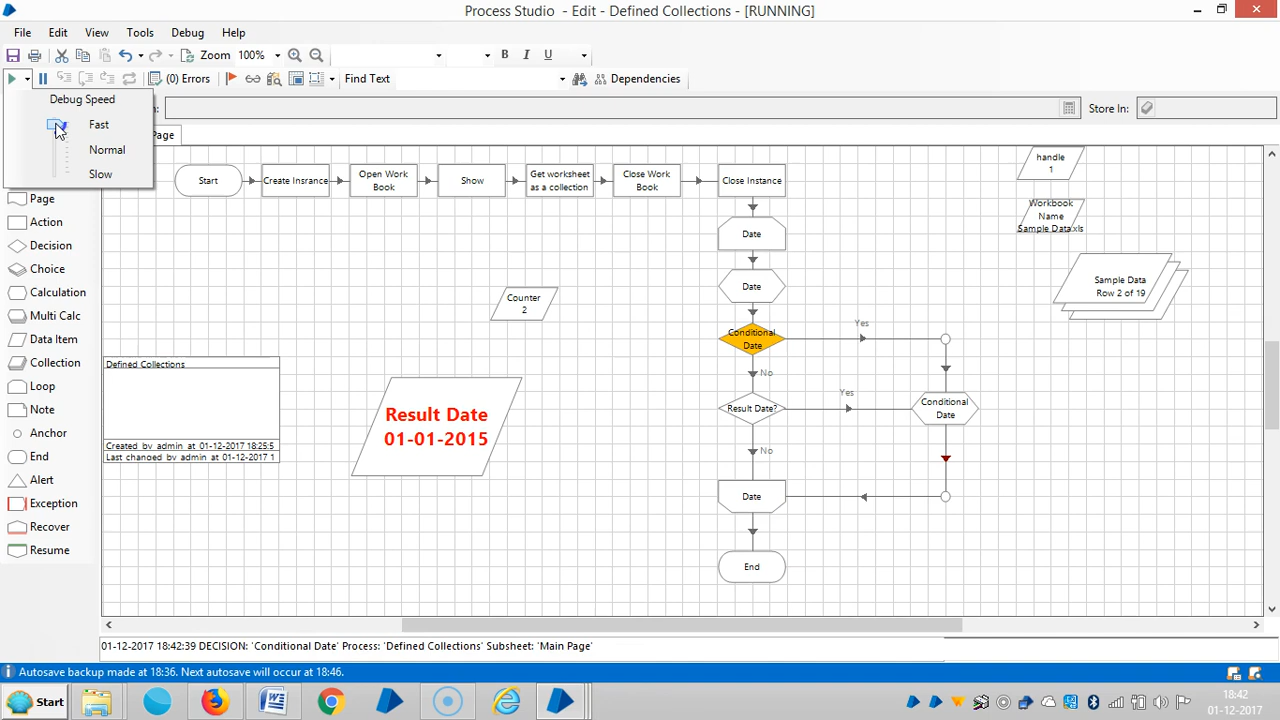 Process Studio - Edit - Defined Collections - [RUNNING]
File Edit View Tools Debug Help
Zoom 100% B I U
(0) Errors Find Text Dependencies
Debug Speed
Fast
Normal
Slow
Store In:
Page
Page
Action
Decision
Choice
Calculation
Multi Calc
Data Item
Collection
Loop
Note
Anchor
End
Alert
Exception
Recover
Resume
Start
Create Insrance
Open Work
Book
Show
Get worksheet
as a collection
Close Work
Book
Close Instance
handle
1
Workbook
Name
Sample Data.xls
Date
Date
Sample Data
Row 2 of 19
Counter
2
Conditional
Date
Yes
No
Result Date?
Yes
Conditional
Date
No
Date
End
Defined Collections
Created by admin at 01-12-2017 18:25:5
Last changed by admin at 01-12-2017 1
Result Date
01-01-2015
01-12-2017 18:42:39 DECISION: 'Conditional Date' Process: 'Defined Collections' Subsheet: 'Main Page'
Autosave backup made at 18:36. Next autosave will occur at 18:46.
Start
18:42
01-12-2017